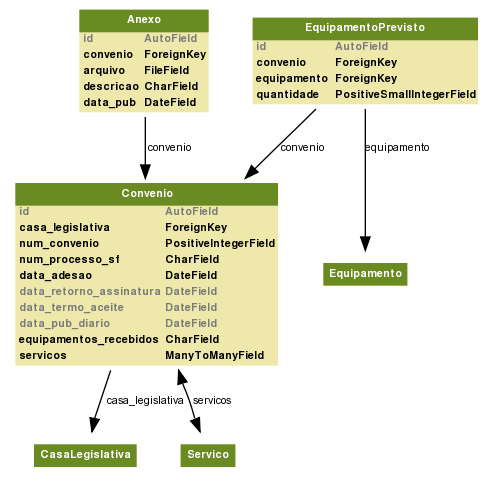 Anexo
id AutoField
convenio ForeignKey
arquivo FileField
descricao CharField
data_pub DateField
EquipamentoPrevisto
id AutoField
convenio ForeignKey
equipamento ForeignKey
quantidade PositiveSmallIntegerField
convenio
convenio
equipamento
Convenio
id AutoField
casa_legislativa ForeignKey
num_convenio PositiveIntegerField
num_processo_sf CharField
data_adesao DateField
data_retorno_assinatura DateField
data_termo_aceite DateField
data_pub_diario DateField
equipamentos_recebidos CharField
servicos ManyToManyField
Equipamento
casa_legislativa
servicos
CasaLegislativa
Servico